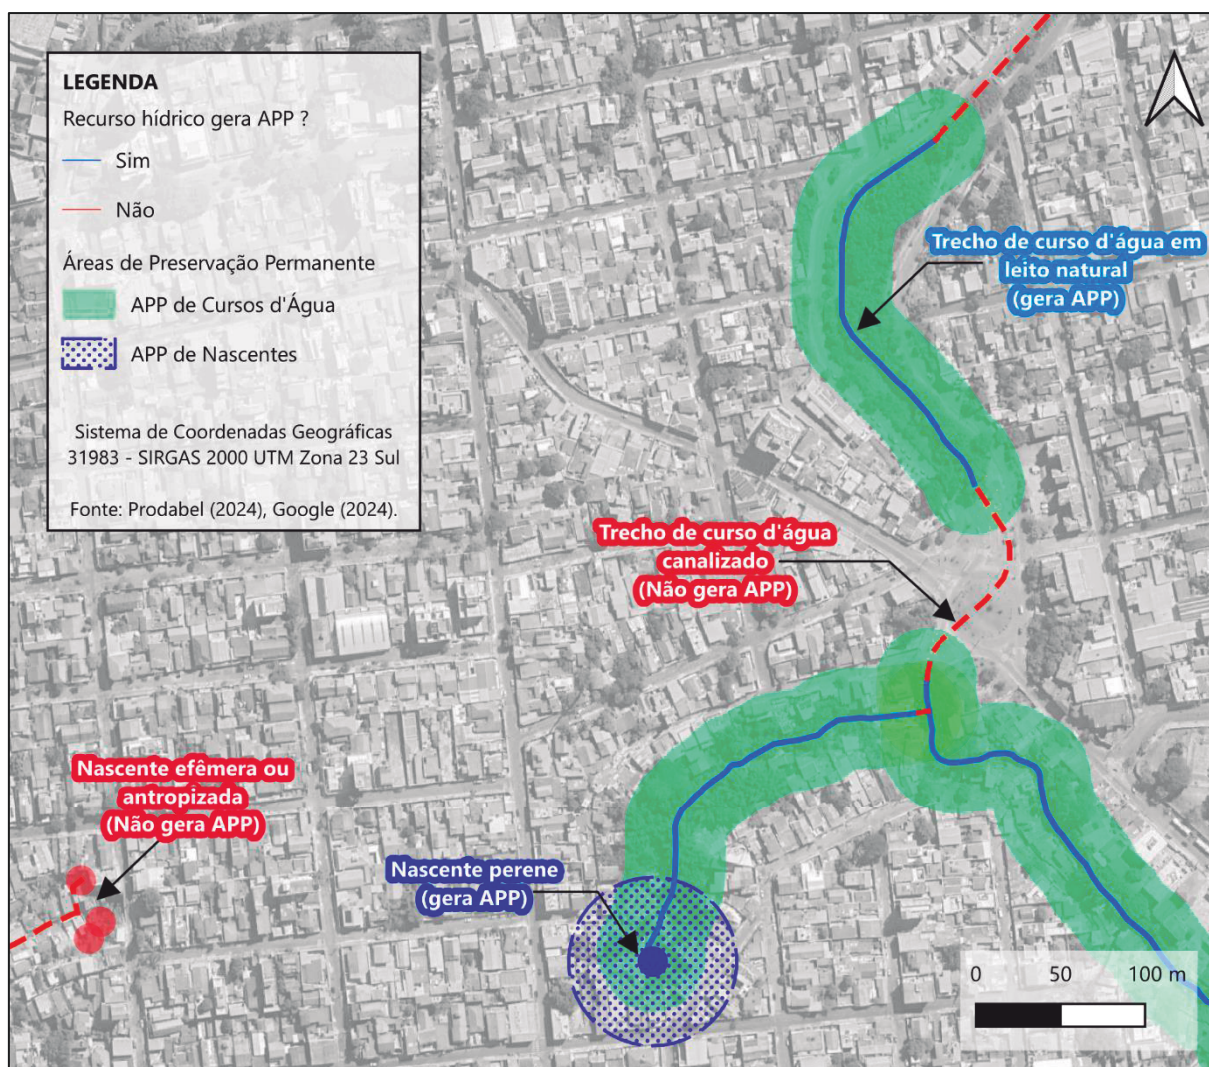 LEGENDA
Recurso hídrico gera APP ?
Sim
Não
Áreas de Preservação Permanente
APP de Cursos d'Água
APP de Nascentes
Sistema de Coordenadas Geográficas
31983 - SIRGAS 2000 UTM Zona 23 Sul
Fonte: Prodabel (2024), Google (2024).
Trecho de curso d'água em
leito natural
(gera APP)
Trecho de curso d'água
canalizado
(Não gera APP)
Nascente efêmera ou
antropizada
(Não gera APP)
Nascente perene
(gera APP)
0 50 100 m